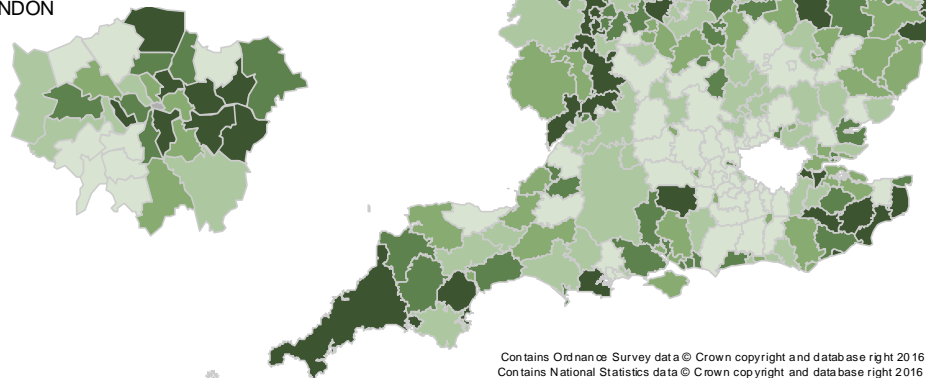 NDON
Contains Ordnance Survey data © Crown copyright and database right 2016
Contains National Statistics data © Crown copyright and database right 2016